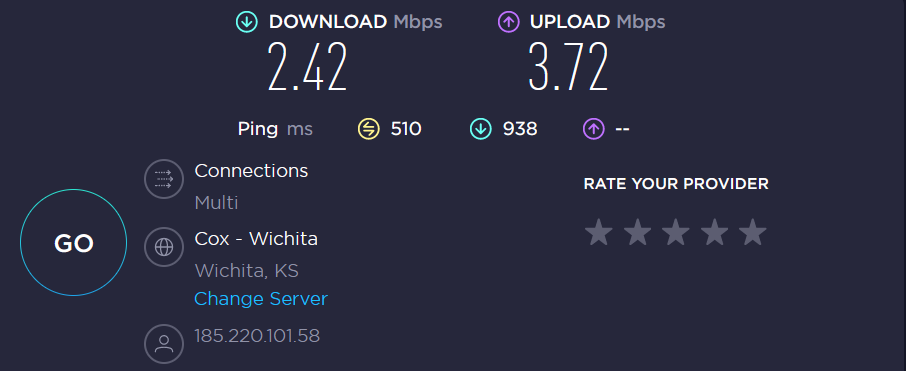 DOWNLOAD Mbps UPLOAD Mbps
2.42 3.72
Ping ms 510 938 --
Connections
Multi
RATE YOUR PROVIDER
GO
Cox - Wichita
Wichita, KS
Change Server
185.220.101.58